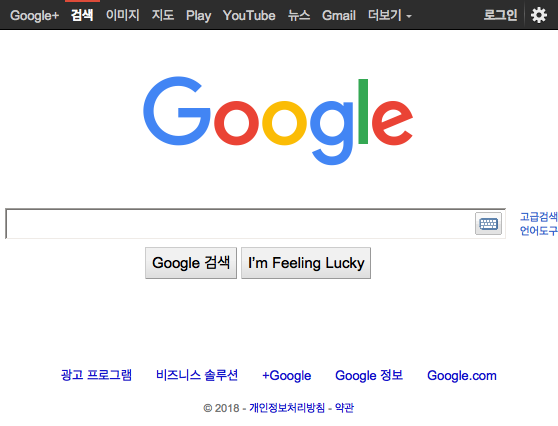 Google+ 검색 이미지 지도 Play YouTube 뉴스 Gmail 더보기 로그인
Google
고급검색
언어도구
Google 검색 I'm Feeling Lucky
광고 프로그램 비즈니스 솔루션 +Google Google 정보 Google.com
© 2018 - 개인정보처리방침 - 약관